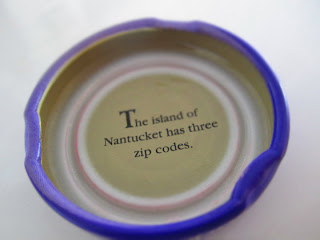 The island of
Nantucket has three
zip codes.